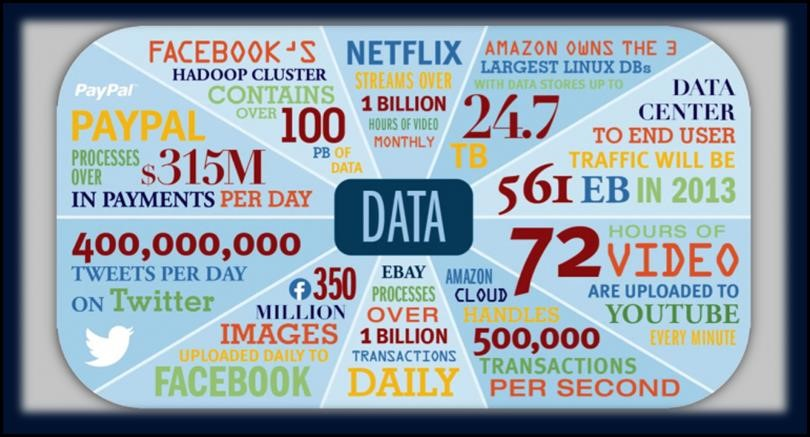 PayPal
PAYPAL
PROCESSES
OVER $315M
IN PAYMENTS PER DAY
FACEBOOK'S
HADOOP CLUSTER
CONTAINS
OVER 100
PB OF
DATA
NETFLIX
STREAMS OVER
1 BILLION
HOURS OF VIDEO
MONTHLY
AMAZON OWNS THE 3
LARGEST LINUX DBs
WITH DATA STORES UP TO
24.7
TB
DATA
CENTER
TO END USER
TRAFFIC WILL BE
561 EB IN 2013
DATA
400,000,000
TWEETS PER DAY
ON Twitter
f 350
MILLION
IMAGES
UPLOADED DAILY TO
FACEBOOK
EBAY
PROCESSES
OVER
1 BILLION
TRANSACTIONS
DAILY
AMAZON
CLOUD
HANDLES
500,000
TRANSACTIONS
PER SECOND
72 HOURS OF
VIDEO
ARE UPLOADED TO
YOUTUBE
EVERY MINUTE